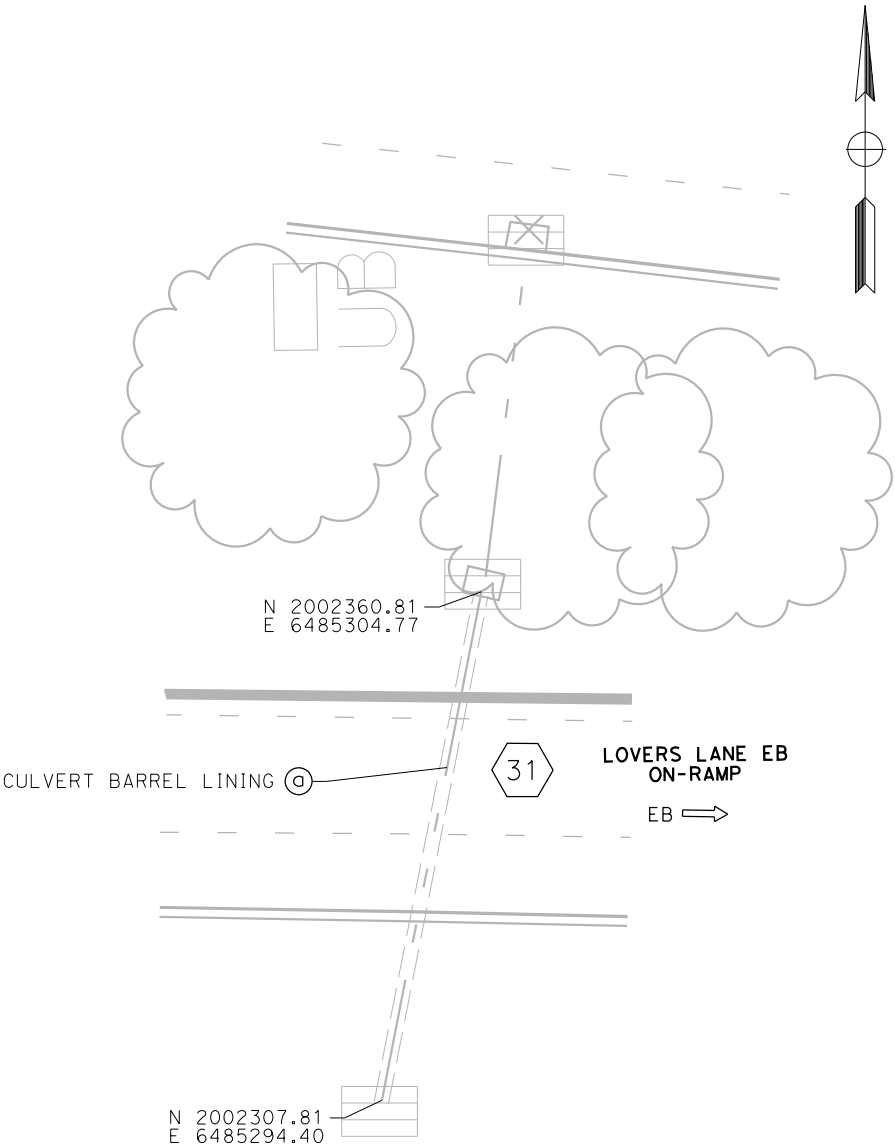 N 2002360.81
E 6485304.77
CULVERT BARREL LINING a
31
LOVERS LANE EB
ON-RAMP
EB
N 2002307.81
E 6485294.40